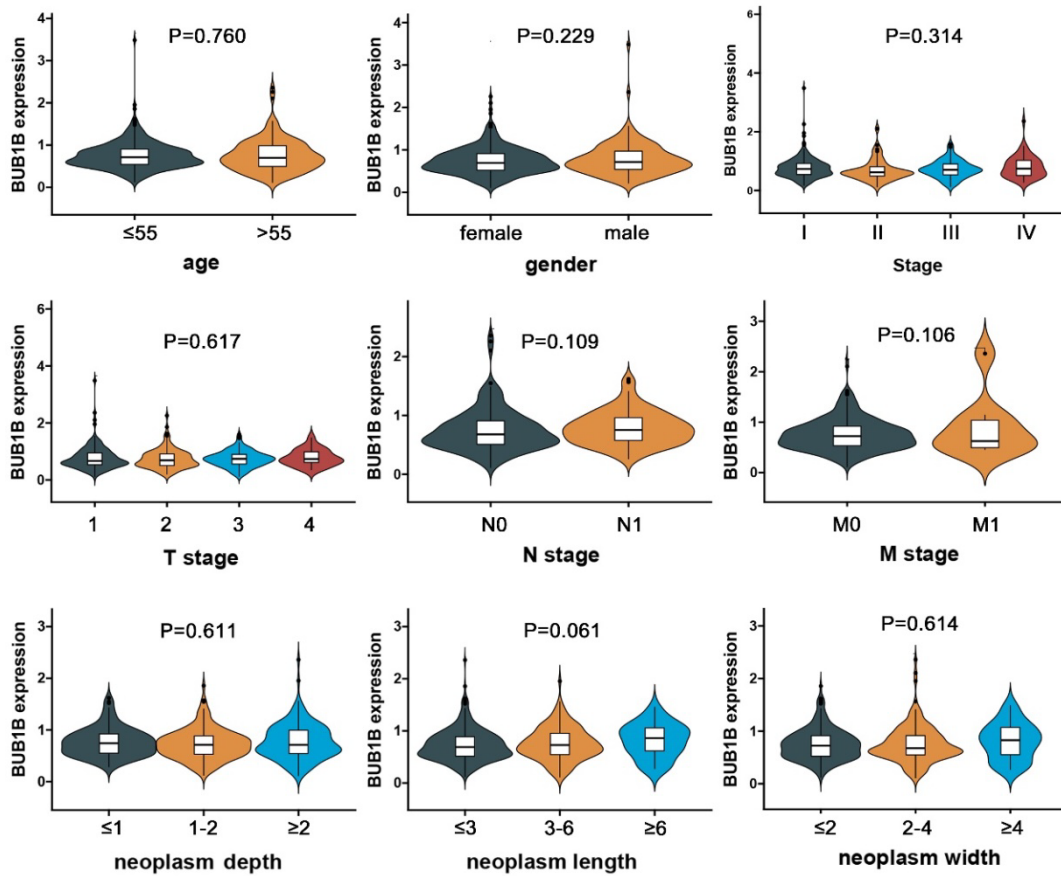 BUB1B expression
4
3
2
1
0
P=0.760
≤55
>55
age
BUB1B expression
4
3
2
1
0
P=0.229
female
male
gender
BUB1B expression
6
4
2
0
P=0.314
I
II
III
IV
Stage
BUB1B expression
6
4
2
0
P=0.617
1
2
3
4
T stage
BUB1B expression
2
1
0
P=0.109
N0
N1
N stage
BUB1B expression
3
2
1
0
P=0.106
M0
M1
M stage
BUB1B expression
3
2
1
0
P=0.611
≤1
1-2
≥2
neoplasm depth
BUB1B expression
3
2
1
0
P=0.061
≤3
3-6
≥6
neoplasm length
BUB1B expression
3
2
1
0
P=0.614
≤2
2-4
≥4
neoplasm width